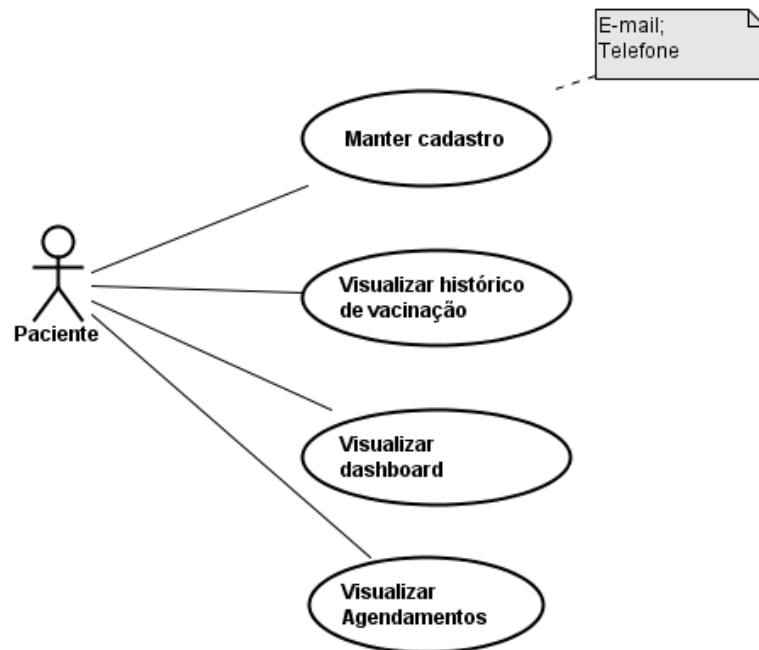 E-mail;
Telefone
Manter cadastro
Visualizar histórico
de vacinação
Paciente
Visualizar
dashboard
Visualizar
Agendamentos